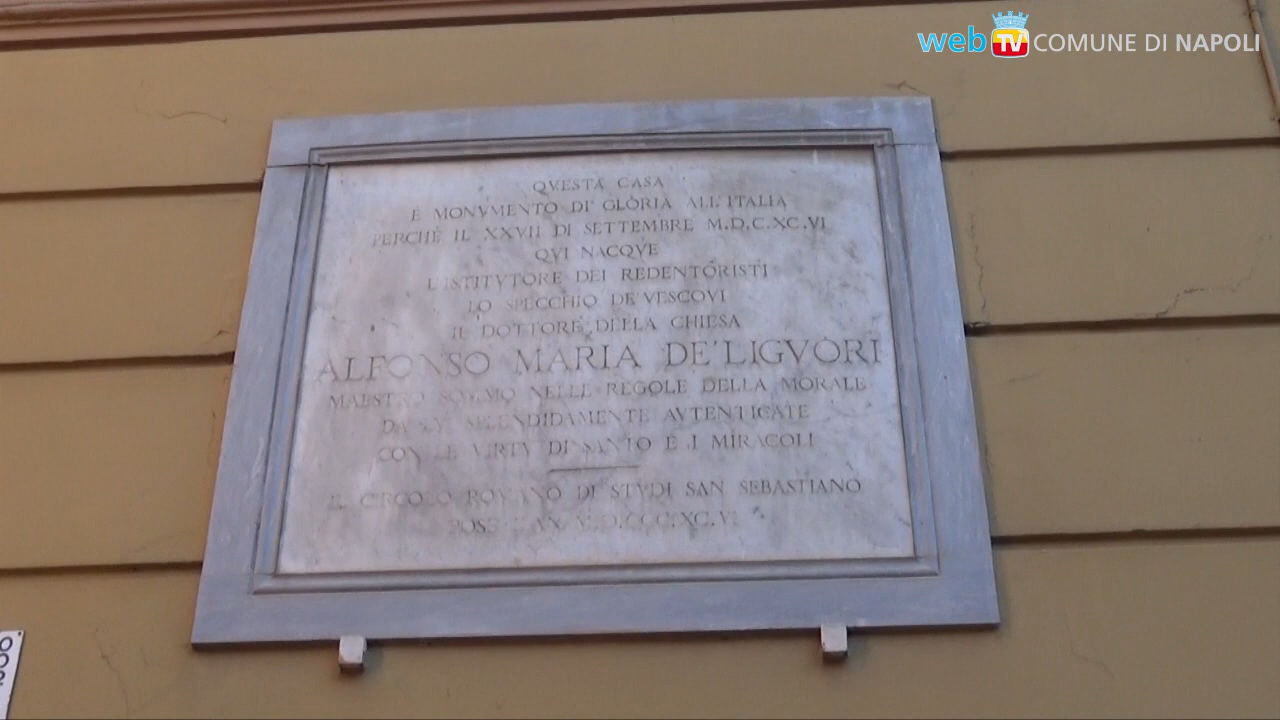 web TV COMUNE DI NAPOLI
QVESTA CASA
È MONVMENTO DI GLORIA ALL'ITALIA
PERCHÈ IL XXVII DI SETTEMBRE M.D.C.XC.VI
QVI NACQVE
L'ISTITVTORE DEI REDENTORISTI
LO SPECCHIO DE' VESCOVI
IL DOTTORE DELLA CHIESA
ALFONSO MARIA DE' LIGVORI
MAESTRO SOMMO NELLE REGOLE DELLA MORALE
DA LVI SPLENDIDAMENTE AVTENTICATE
CON LE VIRTV DI SANTO E I MIRACOLI
IL CIRCOLO ROMANO DI STVDI SAN SEBASTIANO